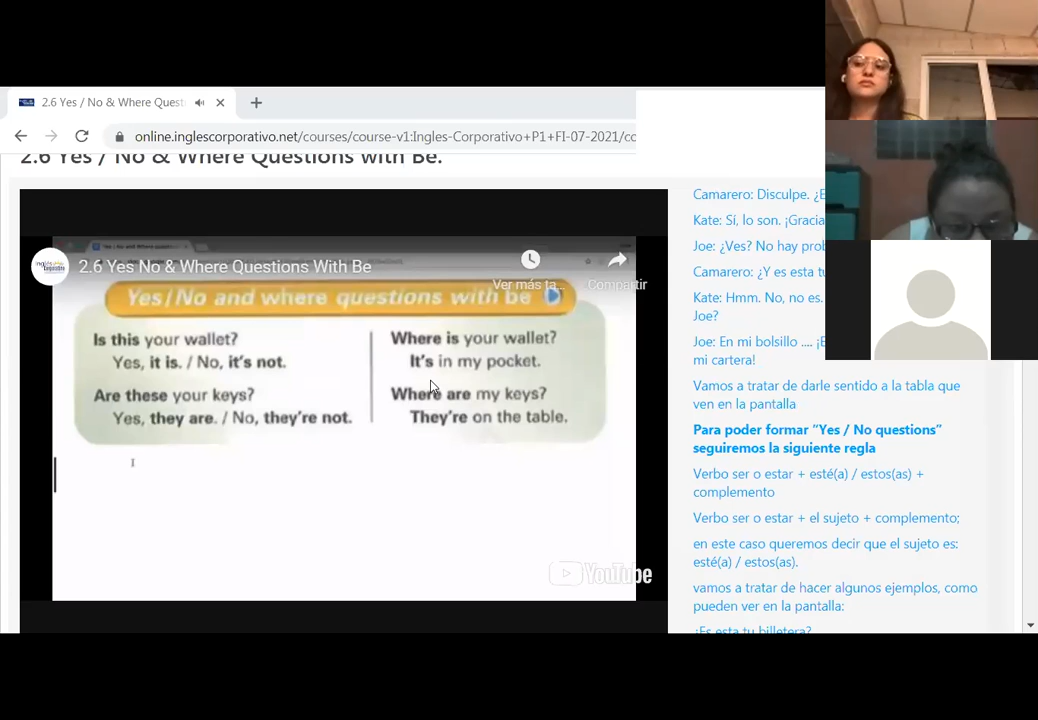 2.6 Yes / No & Where Quest
online.inglescorporativo.net/courses/course-v1:Ingles-Corporativo+P1+FI-07-2021/co
2.6 Yes / No & Where Questions with Be.
2.6 Yes No & Where Questions With Be
Ver más ta...
Compartir
Yes/No and where questions with be
Is this your wallet?
Yes, it is. / No, it's not.
Are these your keys?
Yes, they are. / No, they're not.
Where is your wallet?
It's in my pocket.
Where are my keys?
They're on the table.
YouTube
Camarero: Disculpe. ¿E
Kate: Sí, lo son. ¡Gracia
Joe: ¿Ves? No hay prob
Camarero: ¿Y es esta tu
Kate: Hmm. No, no es.
Joe?
Joe: En mi bolsillo .... ¡E
mi cartera!
Vamos a tratar de darle sentido a la tabla que
ven en la pantalla
Para poder formar "Yes / No questions"
seguiremos la siguiente regla
Verbo ser o estar + esté(a) / estos(as) +
complemento
Verbo ser o estar + el sujeto + complemento;
en este caso queremos decir que el sujeto es:
esté(a) / estos(as).
vamos a tratar de hacer algunos ejemplos, como
pueden ver en la pantalla:
¿Es esta tu billetera?